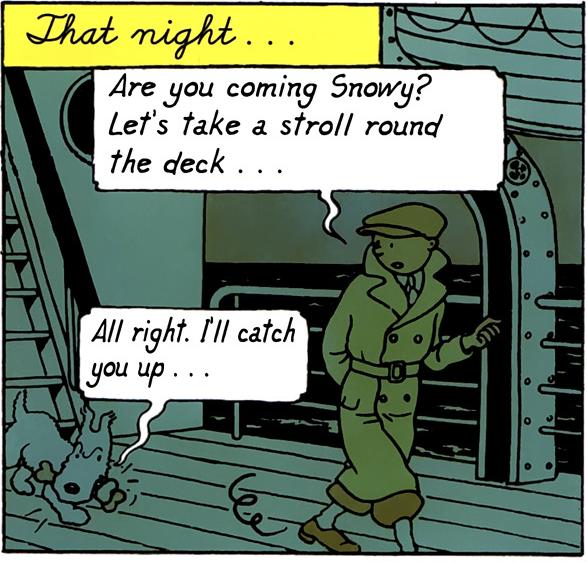 That night . . .
Are you coming Snowy?
Let's take a stroll round
the deck . . .
All right. I'll catch
you up . . .